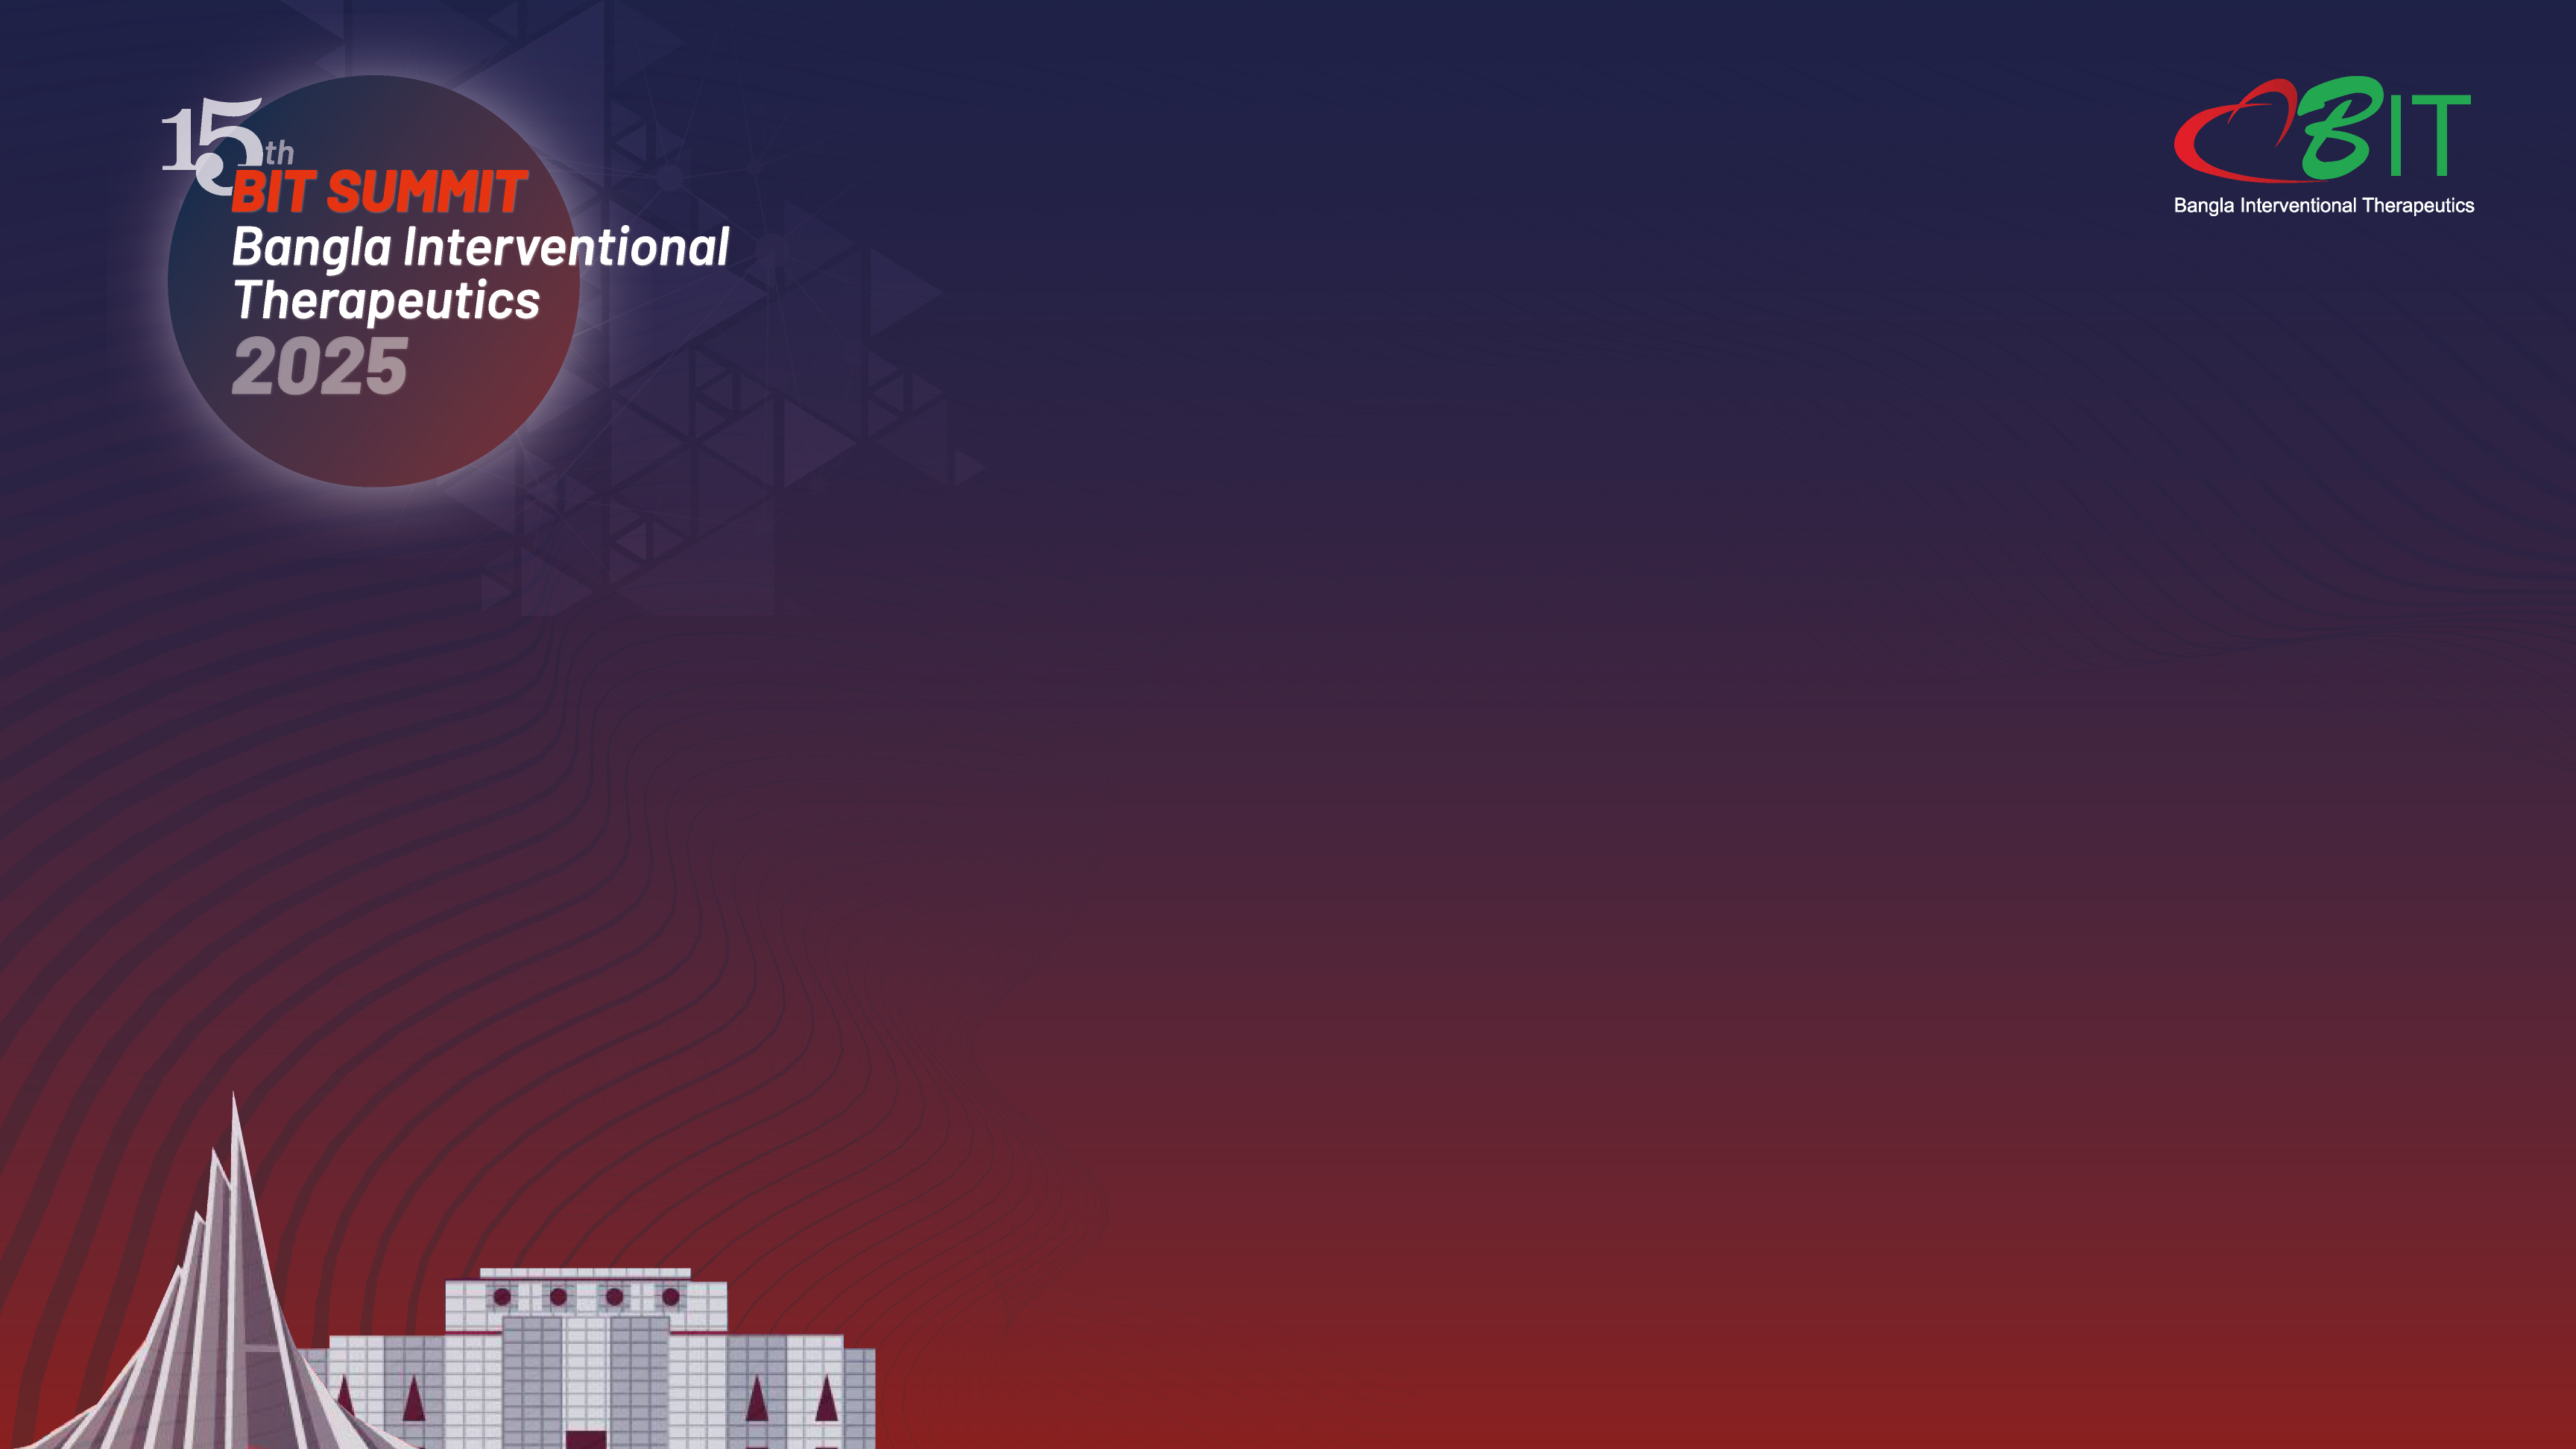 15th
BIT SUMMIT
Bangla Interventional
Therapeutics
2025
BIT
Bangla Interventional Therapeutics